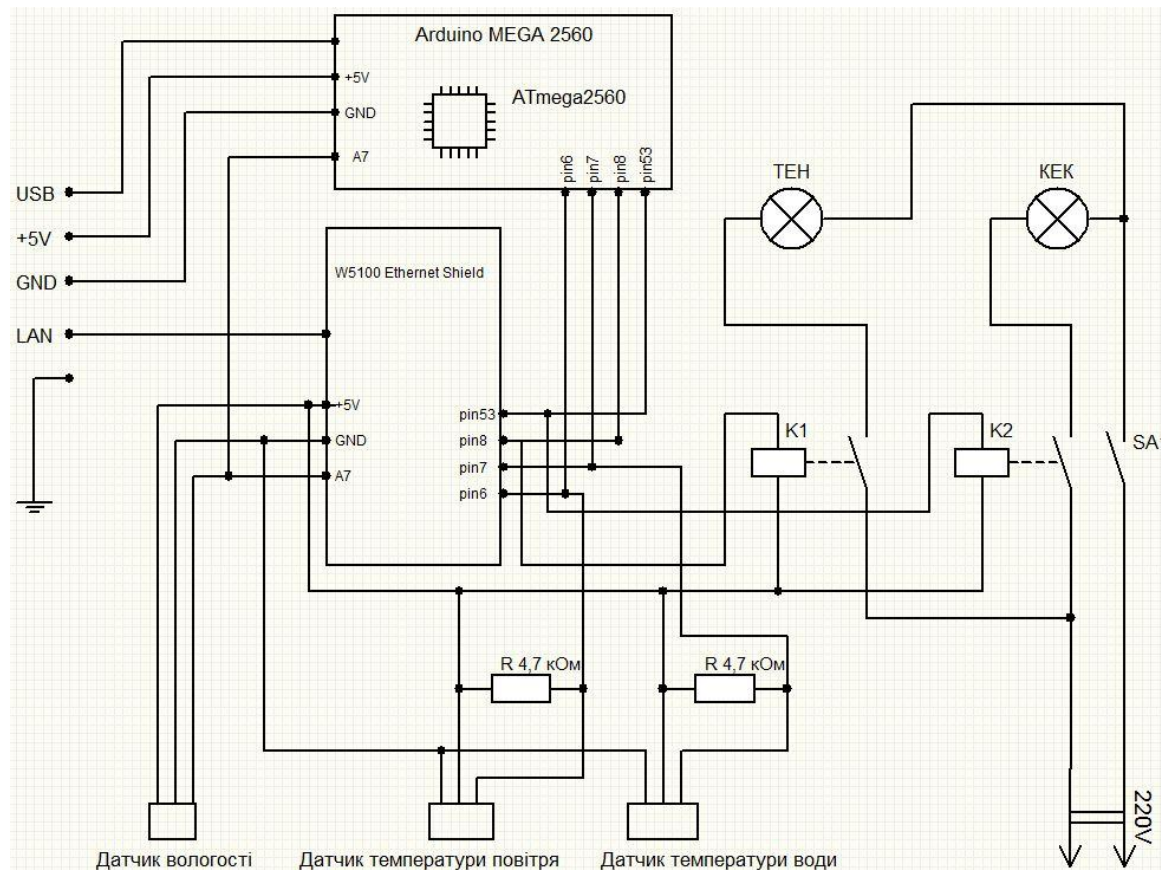 Arduino MEGA 2560
ATmega2560
+5V
GND
A7
pin6
pin7
pin8
pin53
USB
+5V
GND
LAN
W5100 Ethernet Shield
+5V
GND
A7
pin53
pin8
pin7
pin6
ТЕН
КЕК
K1
K2
SA1
R 4,7 кОм
R 4,7 кОм
220V
Датчик вологості
Датчик температури повітря
Датчик температури води